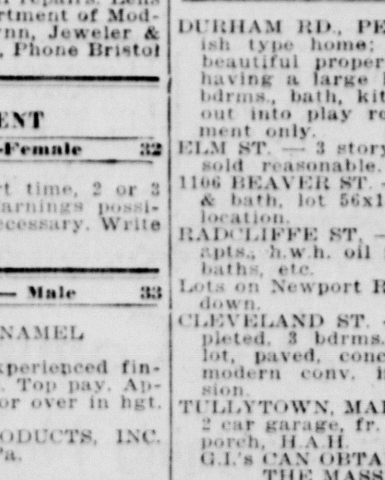 rtment of Mod-
nn, Jeweler &
. Phone Bristol
ENT
-Female 32
t time, 2 or 3
arnings possi-
ecessary. Write
— Male 33
NAMEL
xperienced fin-
. Top pay. Ap-
or over in hgt.
ODUCTS, INC.
Pa.
DURHAM RD., PE
ish type home;
beautiful proper
having a large l
bdrms., bath, kit
out into play ro
ment only.
ELM ST. — 3 story
sold reasonable.
1106 BEAVER ST. -
& bath, lot 56x1
location.
RADCLIFFE ST. —
apts., h.w.h. oil
baths, etc.
Lots on Newport R
down.
CLEVELAND ST. -
pleted, 3 bdrms.
lot, paved, conc
modern conv. i
sion.
TULLYTOWN, MAI
2 car garage, fr.
porch, H.A.H.
G.I.'s CAN OBTA
THE MASS